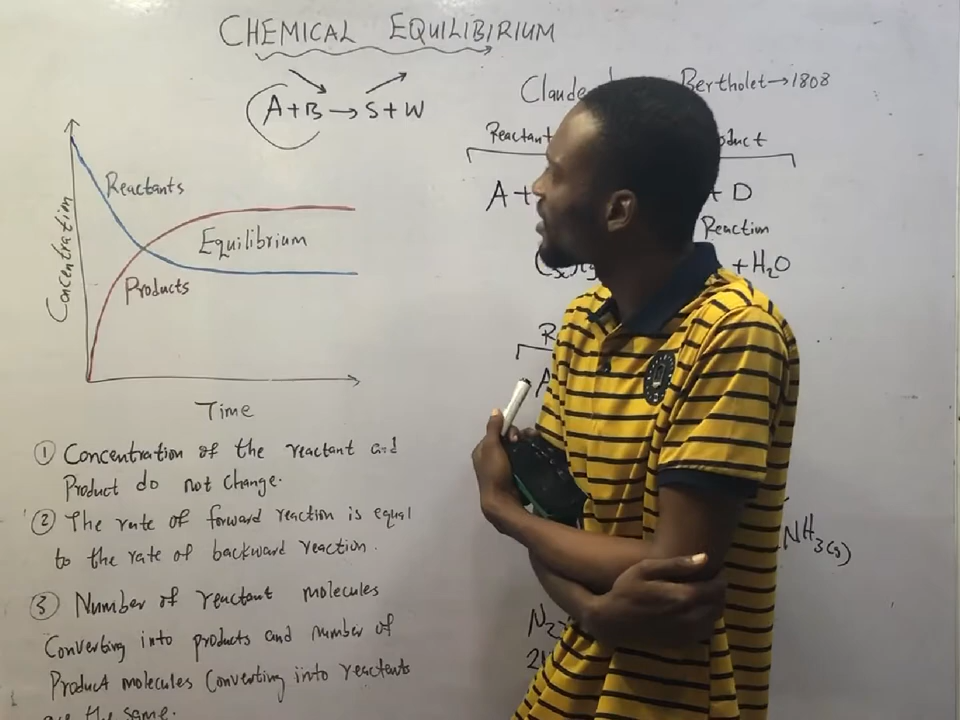 CHEMICAL EQUILIBIRIUM
A+B → S+W
Concentration
Reactants
Equilibrium
Products
Time
① Concentration of the reactant and
Product do not change.
② The rate of forward reaction is equal
to the rate of backward reaction.
③ Number of reactant molecules
Converting into products and number of
Product molecules Converting into reactants
are the same.
Claude Bertholet → 1808
Reactant
A+ + D
Reaction
+H₂O
NH₃(g)
N₂